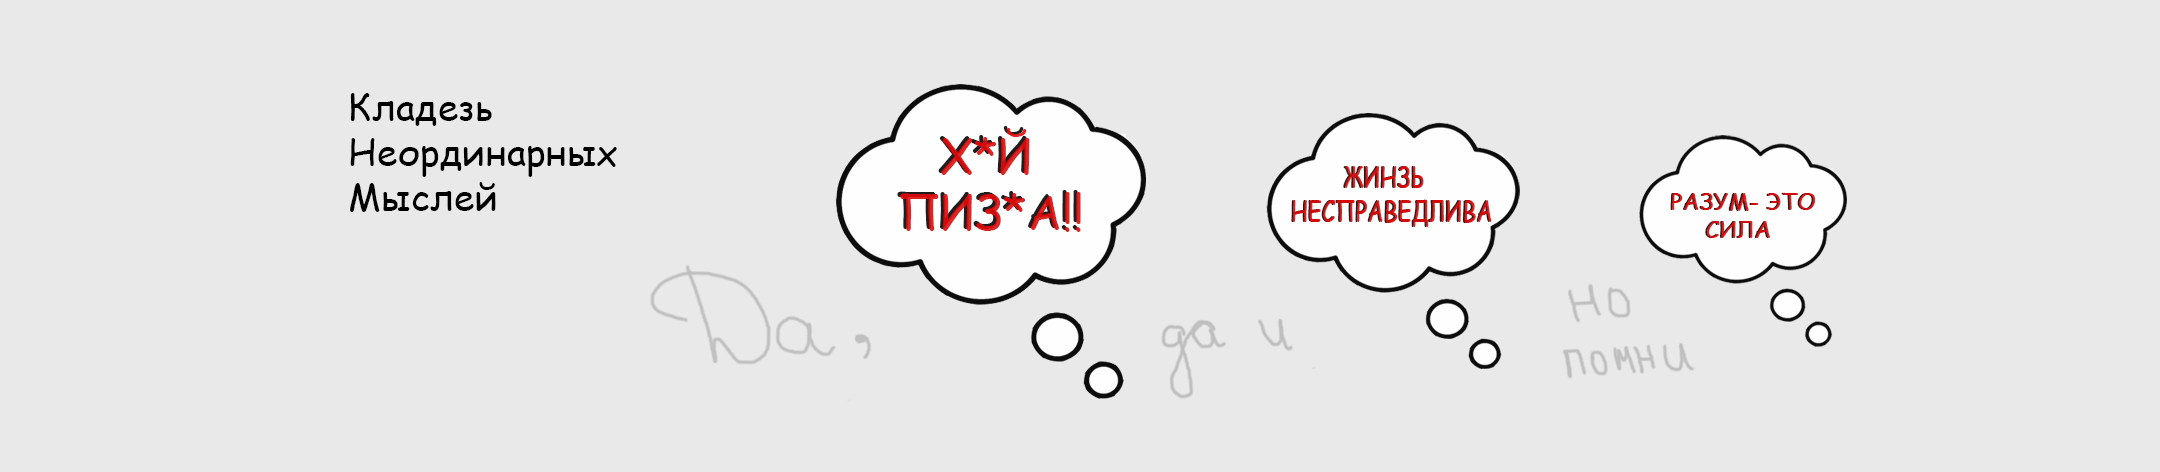 Кладезь
Неординарных
Мыслей
Х*Й
ПИЗ*А!!
ЖИНЗЬ
НЕСПРАВЕДЛИВА
РАЗУМ- ЭТО
СИЛА
Да,
да и
но
помни